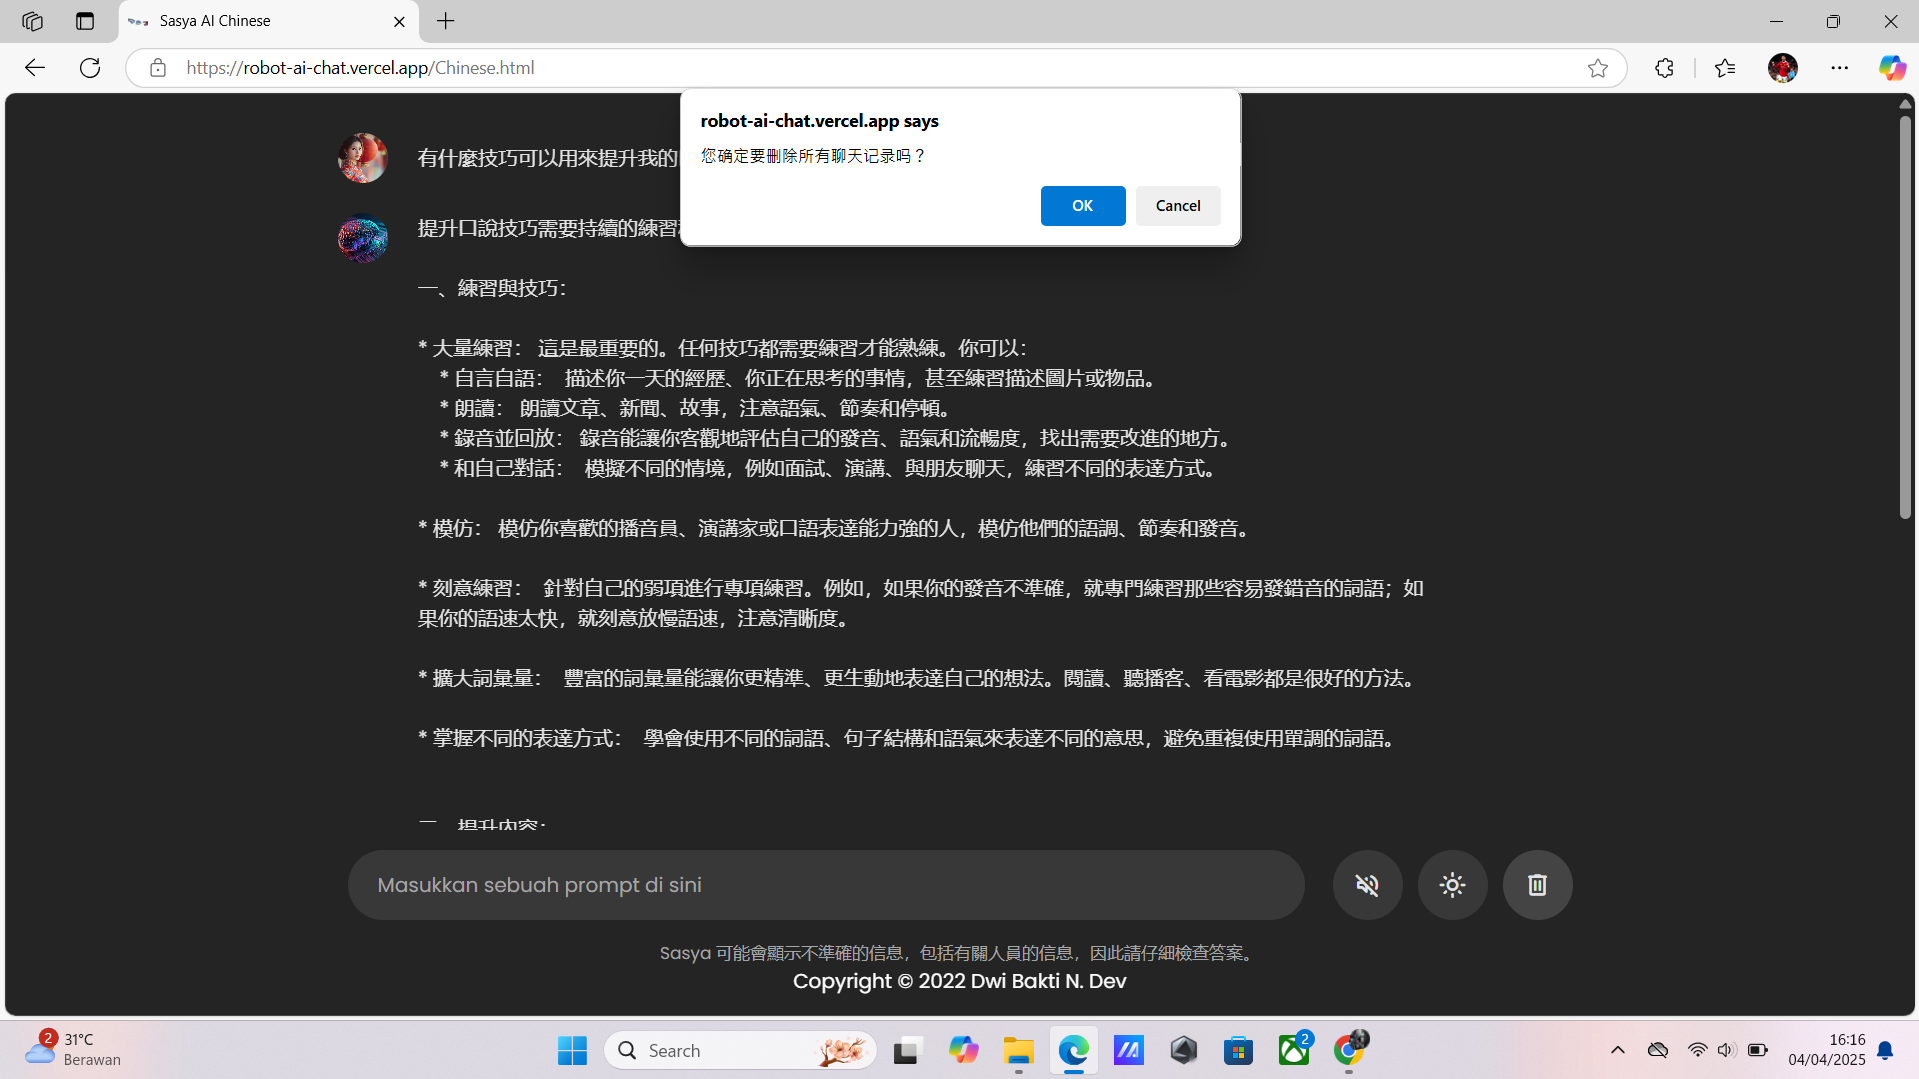 Sasya AI Chinese
https://robot-ai-chat.vercel.app/Chinese.html
robot-ai-chat.vercel.app says
您确定要删除所有聊天记录吗？
OK
Cancel
有什麼技巧可以用來提升我的
提升口說技巧需要持續的練習
一、練習與技巧：
* 大量練習： 這是最重要的。任何技巧都需要練習才能熟練。你可以：
* 自言自語： 描述你一天的經歷、你正在思考的事情，甚至練習描述圖片或物品。
* 朗讀： 朗讀文章、新聞、故事，注意語氣、節奏和停頓。
* 錄音並回放： 錄音能讓你客觀地評估自己的發音、語氣和流暢度，找出需要改進的地方。
* 和自己對話： 模擬不同的情境，例如面試、演講、與朋友聊天，練習不同的表達方式。
* 模仿： 模仿你喜歡的播音員、演講家或口語表達能力強的人，模仿他們的語調、節奏和發音。
* 刻意練習： 針對自己的弱項進行專項練習。例如，如果你的發音不準確，就專門練習那些容易發錯音的詞語；如
果你的語速太快，就刻意放慢語速，注意清晰度。
* 擴大詞彙量： 豐富的詞彙量能讓你更精準、更生動地表達自己的想法。閱讀、聽播客、看電影都是很好的方法。
* 掌握不同的表達方式： 學會使用不同的詞語、句子結構和語氣來表達不同的意思，避免重複使用單調的詞語。
二、提升內容：
Masukkan sebuah prompt di sini
Sasya 可能會顯示不準確的信息，包括有關人員的信息，因此請仔細檢查答案。
Copyright © 2022 Dwi Bakti N. Dev
2
31°C
Berawan
Search
2
16:16
04/04/2025